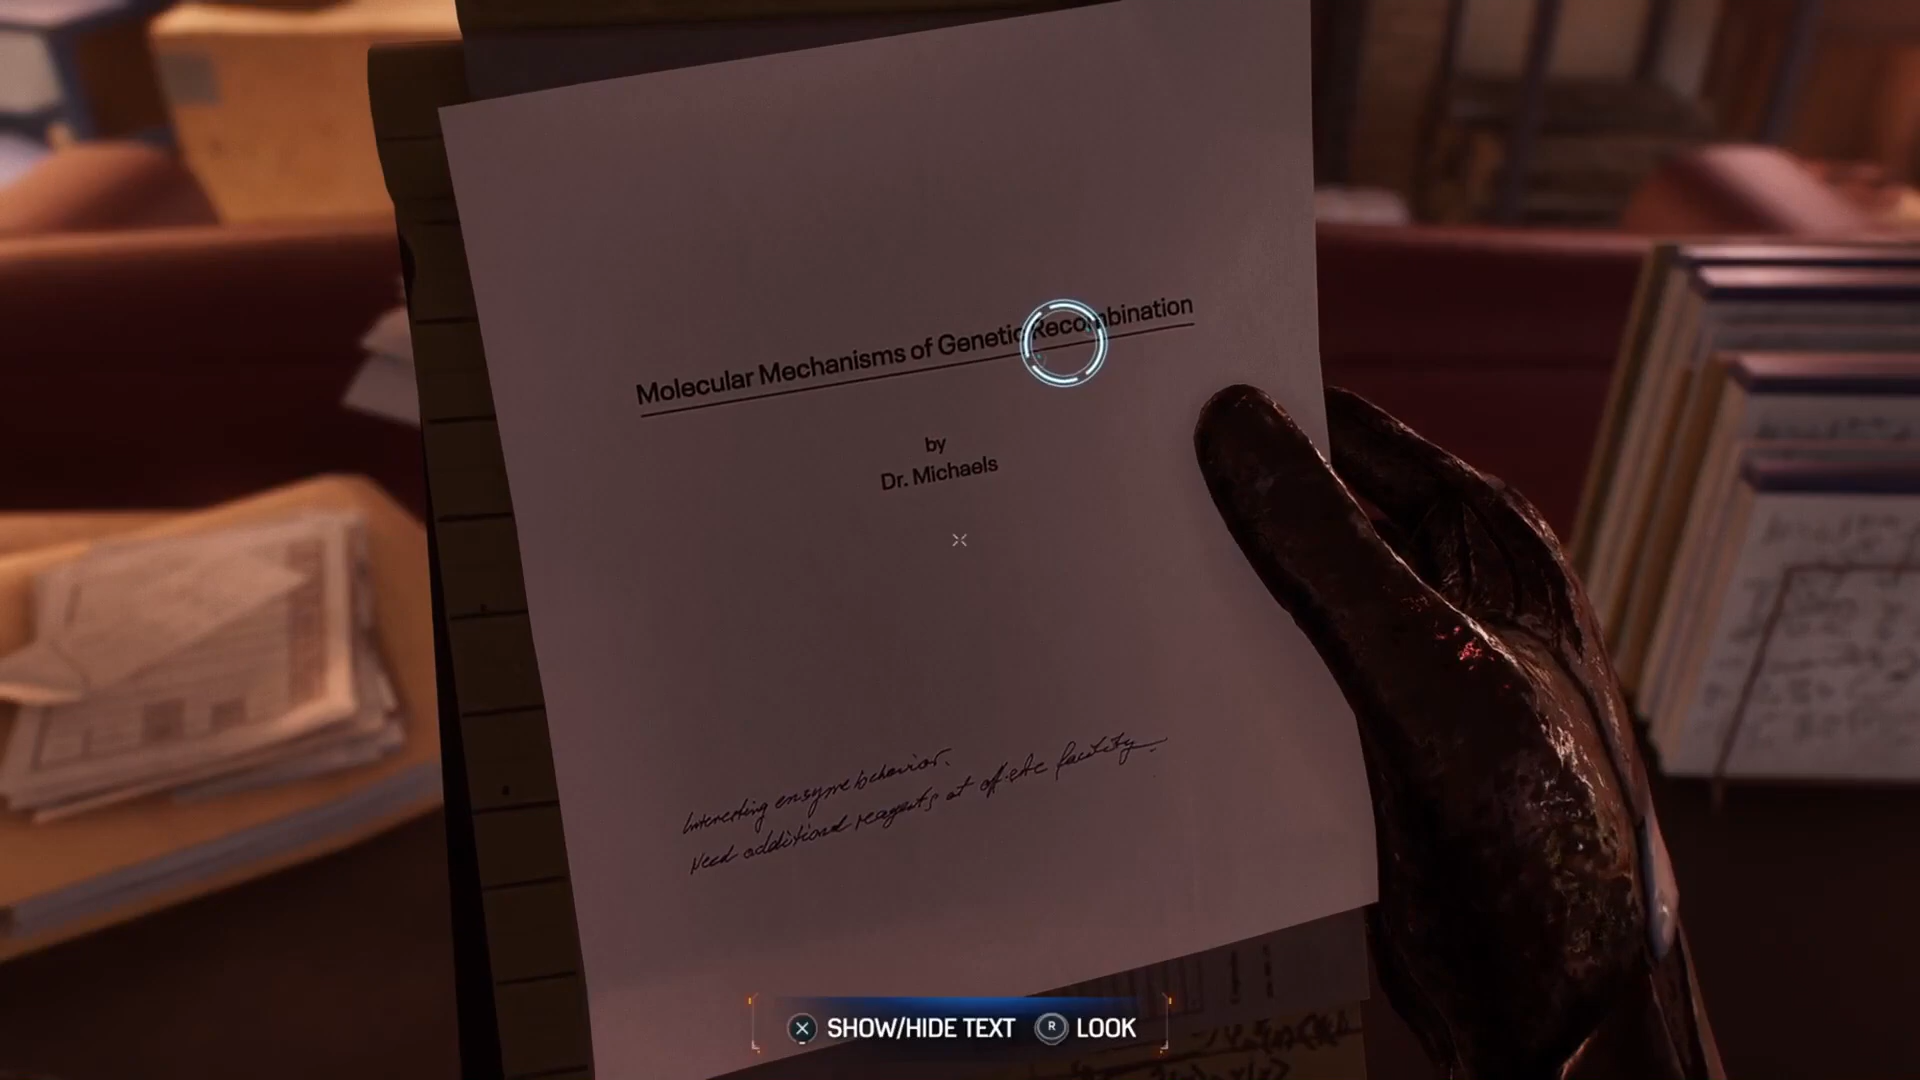 Molecular Mechanisms of Genetic Recombination
by
Dr. Michaels
Interesting enzyme behavior.
Need additional reagents at off-site facility.
SHOW/HIDE TEXT R LOOK